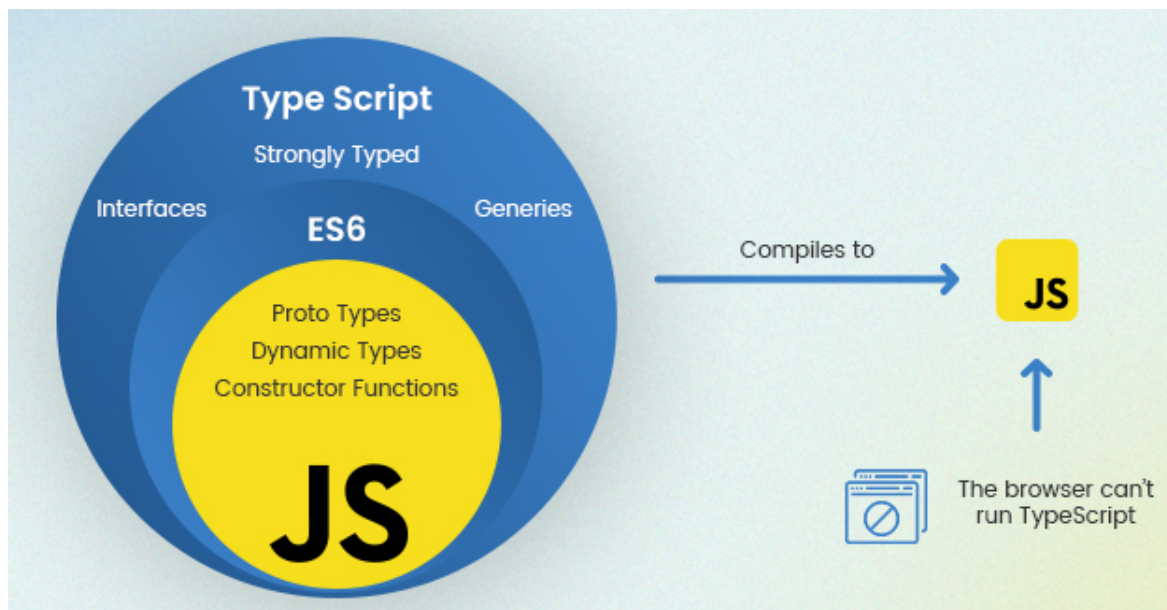 Type Script
Strongly Typed
Interfaces
Generies
ES6
Proto Types
Dynamic Types
Constructor Functions
JS
Compiles to
JS
The browser can't
run TypeScript